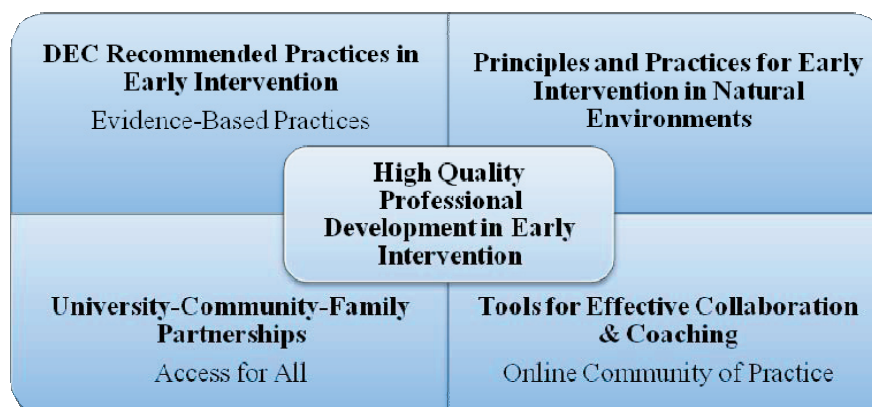 DEC Recommended Practices in
Early Intervention
Evidence-Based Practices
Principles and Practices for Early
Intervention in Natural
Environments
High Quality
Professional
Development in Early
Intervention
University-Community-Family
Partnerships
Access for All
Tools for Effective Collaboration
& Coaching
Online Community of Practice